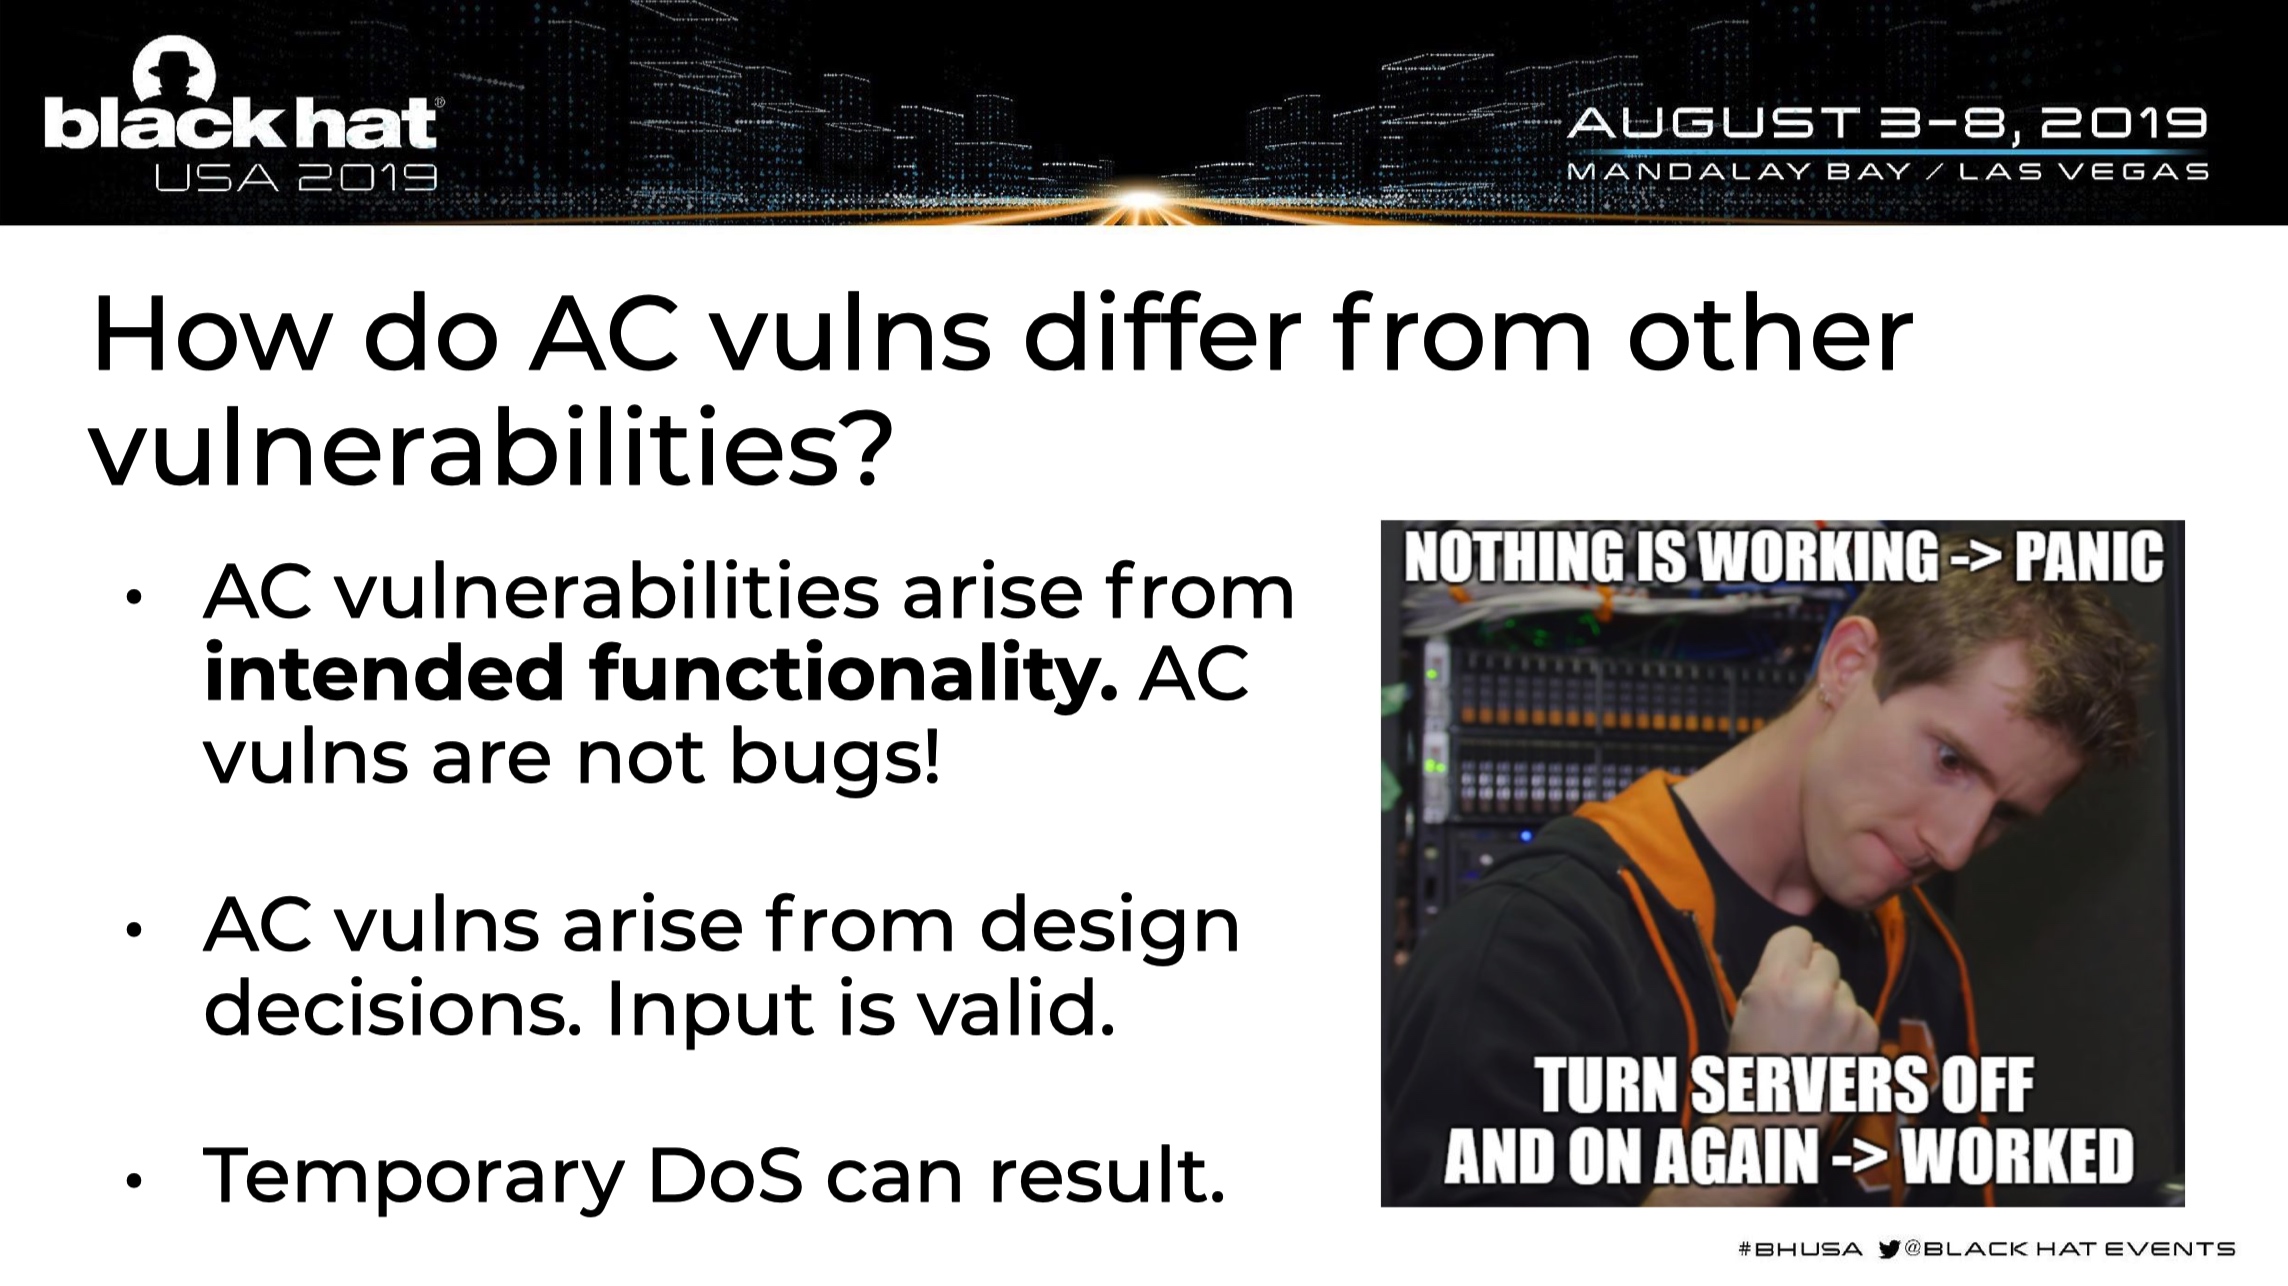 black hat®
USA 2019
AUGUST 3-8, 2019
MANDALAY BAY / LAS VEGAS
How do AC vulns differ from other
vulnerabilities?
• AC vulnerabilities arise from
intended functionality. AC
vulns are not bugs!
• AC vulns arise from design
decisions. Input is valid.
• Temporary DoS can result.
NOTHING IS WORKING -> PANIC
TURN SERVERS OFF
AND ON AGAIN -> WORKED
#BHUSA @BLACK HAT EVENTS